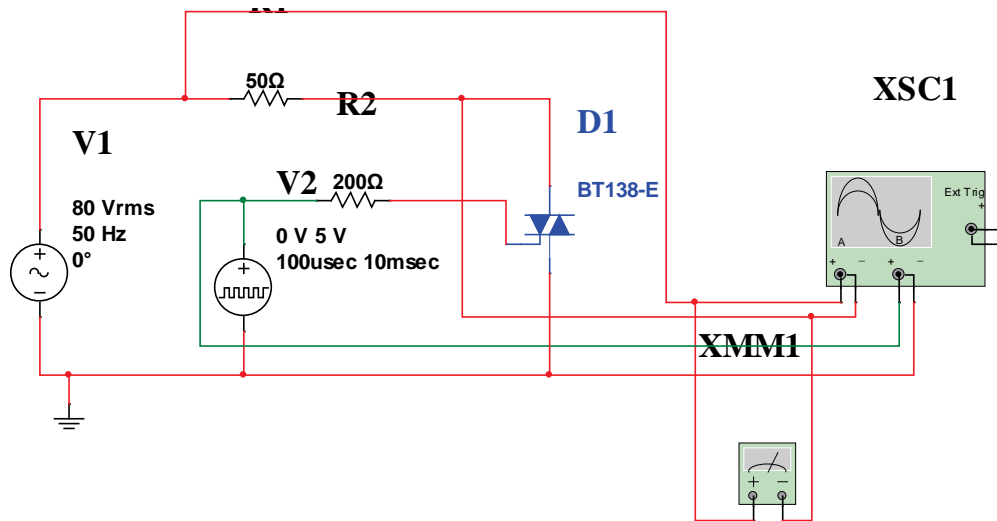 50Ω
R2
XSC1
V1
D1
V2
200Ω
BT138-E
Ext Trig
+
80 Vrms
50 Hz
0°
0 V 5 V
100usec 10msec
A
B
+ − + −
+
−
+
XMM1
+ −